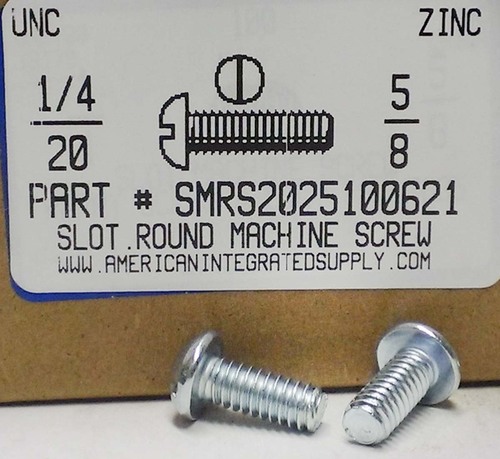 UNC ZINC
1/4 5
20 8
PART # SMRS2025100621
SLOT.ROUND MACHINE SCREW
WWW.AMERICANINTEGRATEDSUPPLY.COM